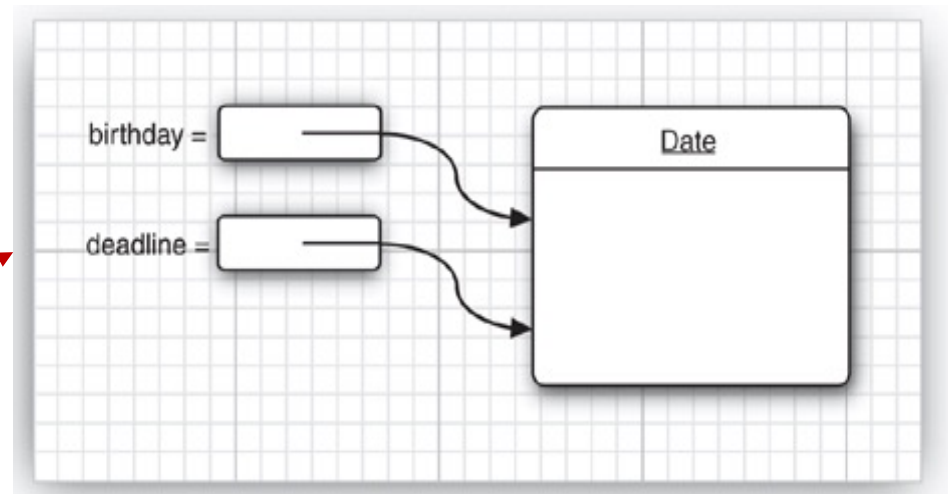 birthday =
Date
deadline =